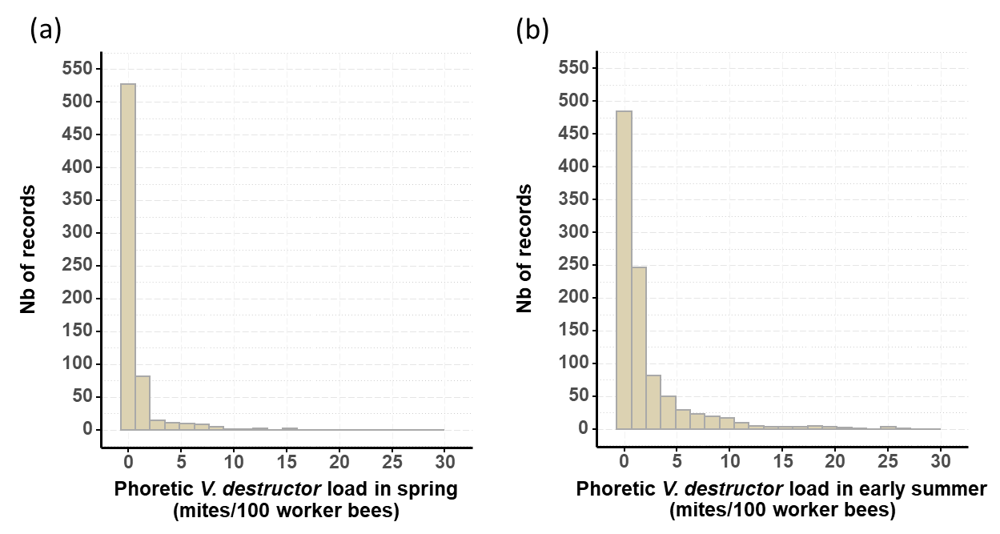 (a)
550
500
450
400
350
300
250
200
150
100
50
0
Nb of records
0 5 10 15 20 25 30
Phoretic V. destructor load in spring
(mites/100 worker bees)
(b)
550
500
450
400
350
300
250
200
150
100
50
0
Nb of records
0 5 10 15 20 25 30
Phoretic V. destructor load in early summer
(mites/100 worker bees)